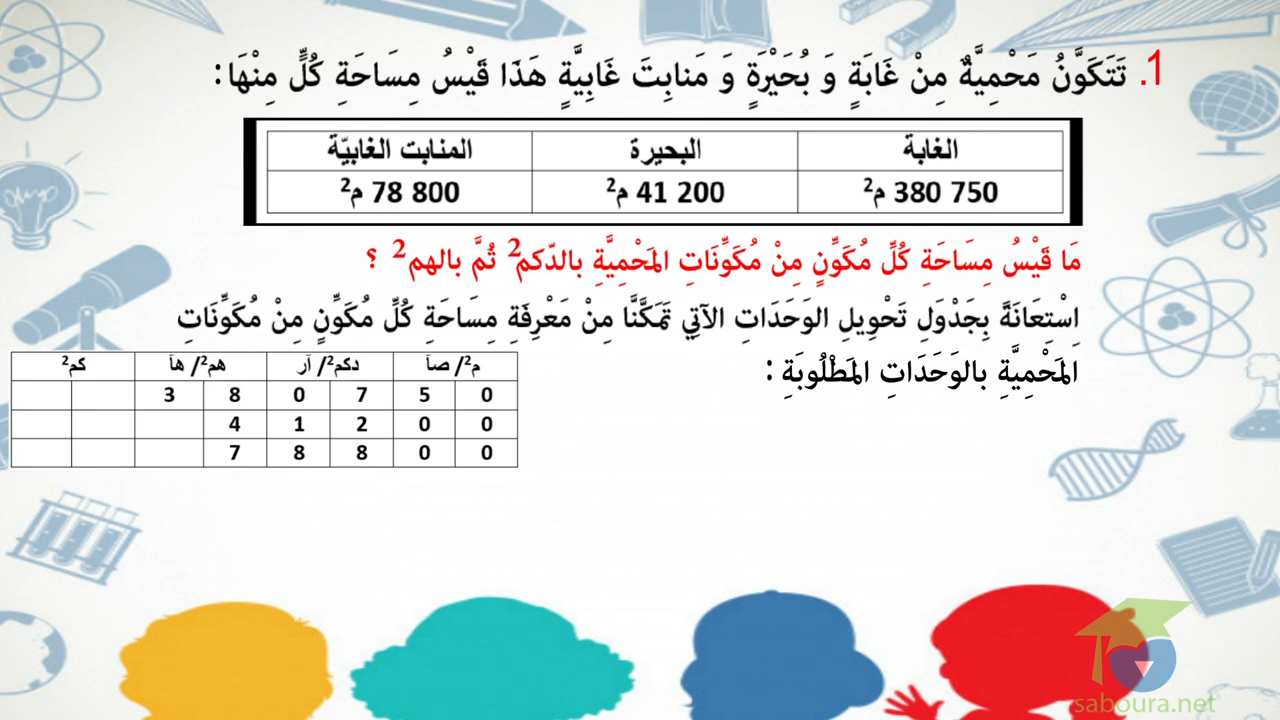 1. تَتَكَوَّنُ مَحْمِيَّةٌ مِنْ غَابَةٍ وَ بُحَيْرَةٍ وَ مَنابِتَ غَابِيَّةٍ هَذَا قَيْسُ مِسَاحَةِ كُلٍّ مِنْهَا :
الغابة البحيرة المنابت الغابيّة
380 750 م² 41 200 م² 78 800 م²
مَا قَيْسُ مِسَاحَةِ كُلِّ مُكَوِّنٍ مِنْ مُكَوِّنَاتِ المَحْمِيَّةِ بالدّكم² ثُمَّ بالهم² ؟
اِسْتِعَانَةً بِجَدْوَلِ تَحْوِيلِ الوَحَدَاتِ الآتِي تَمَكَّنَّا مِنْ مَعْرِفَةِ مِسَاحَةِ كُلِّ مُكَوِّنٍ مِنْ مُكَوِّنَاتِ
المَحْمِيَّةِ بالوَحَدَاتِ المَطْلُوبَةِ :
م²/ صآ دكم²/ آر هم²/ هآ كم²
0 5 7 0 8 3
0 0 2 1 4
0 0 8 8 7
saboura.net